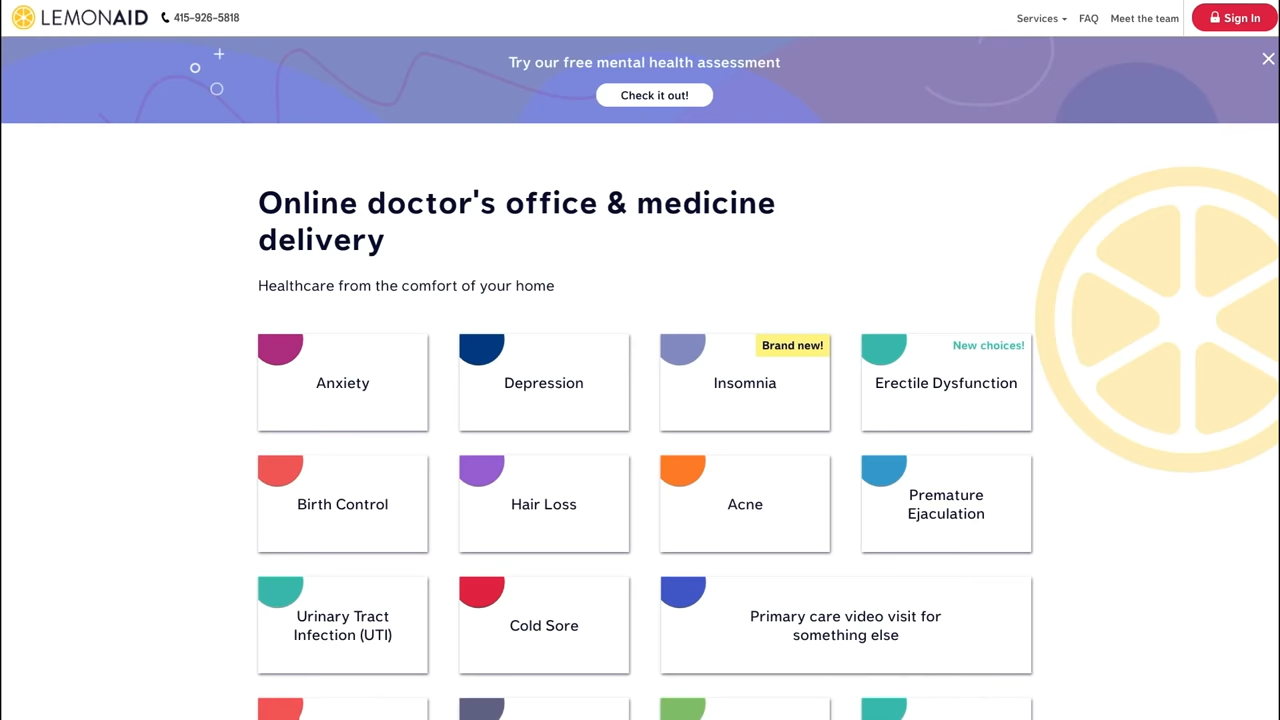 LEMONAID 415-926-5818 Services FAQ Meet the team Sign In
Try our free mental health assessment
Check it out!
Online doctor's office & medicine
delivery
Healthcare from the comfort of your home
Anxiety
Depression
Brand new!
Insomnia
New choices!
Erectile Dysfunction
Birth Control
Hair Loss
Acne
Premature
Ejaculation
Urinary Tract
Infection (UTI)
Cold Sore
Primary care video visit for
something else